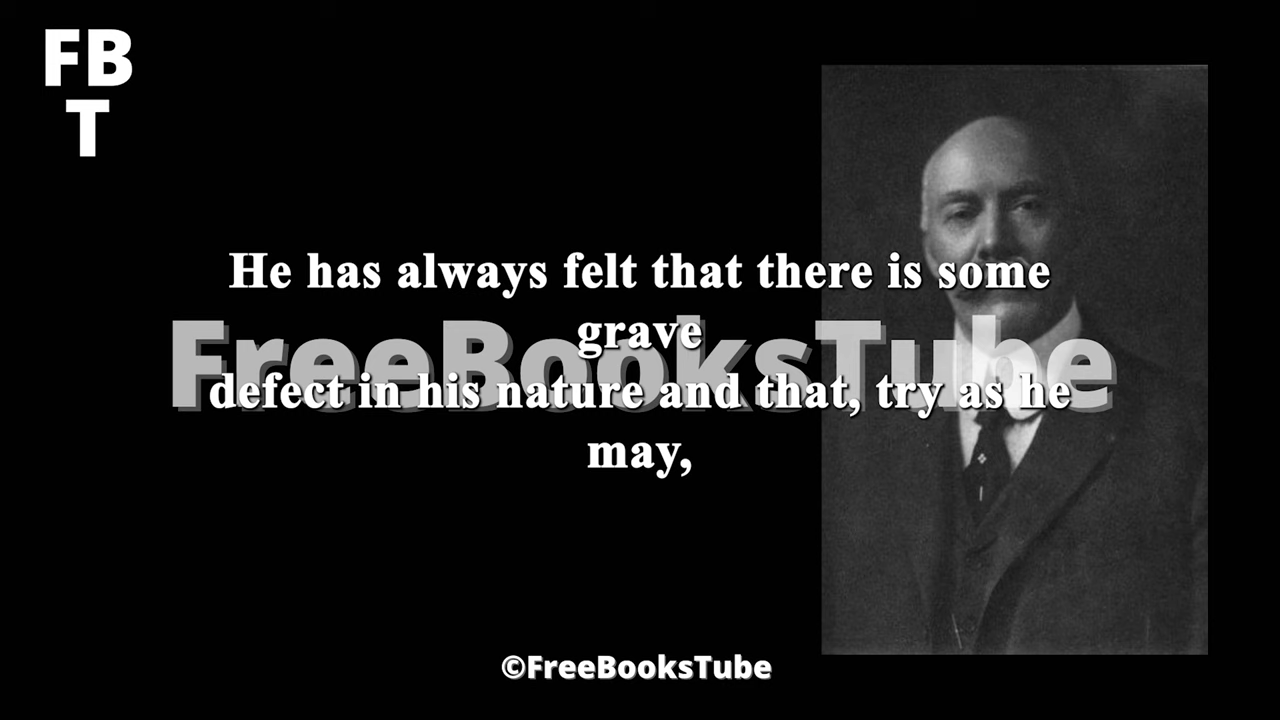 FB
T
He has always felt that there is some
grave
FreeBooksTube
defect in his nature and that, try as he
may,
©FreeBooksTube